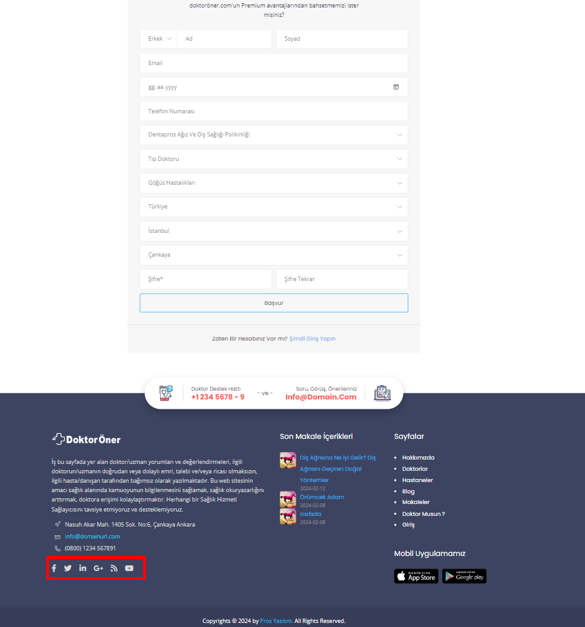 doktoröner.com'un Premium avantajlarından bahsetmemizi ister
misiniz?
Erkek Ad Soyad
Email
gg.aa.yyyy
Telefon Numarası
Dentapros Ağız Ve Diş Sağlığı Polikinliği
Tıp Doktoru
Göğüs Hastalıkları
Türkiye
İstanbul
Çankaya
Şifre* Şifre Tekrar
Başvur
Zaten Bir Hesabınız Var mı? Şimdi Giriş Yapın
Doktor Destek Hattı
+1 234 5678 - 9
- ve -
Soru, Görüş, Önerileriniz
Info@Domain.Com
DoktorÖner
İş bu sayfada yer alan doktor/uzman yorumları ve değerlendirmeleri, ilgili
doktorun/uzmanın doğrudan veya dolaylı emri, talebi ve/veya ricası olmaksızın,
ilgili hasta/danışan tarafından bağımsız olarak yazılmaktadır. Bu web sitesinin
amacı sağlık alanında kamuoyunun bilgilenmesini sağlamak, sağlık okuryazarlığını
arttırmak, doktora erişimi kolaylaştırmaktır. Herhangi bir Sağlık Hizmeti
Sağlayıcısını tavsiye etmiyoruz ve desteklemiyoruz.
Nasuh Akar Mah. 1405 Sok. No:6, Çankaya Ankara
info@domainurl.com
(0800) 1234 567891
Son Makale İçerikleri
Diş Ağrısına Ne İyi Gelir? Diş
Ağrısını Geçiren Doğal
Yöntemler
2024-02-12
Örümcek Adam
2024-02-08
asdsda
2024-02-08
Sayfalar
Hakkımızda
Doktorlar
Hastaneler
Blog
Makaleler
Doktor Musun ?
Giriş
Mobil Uygulamamız
App Store
Google play
Copyrights © 2024 by Fros Yazılım. All Rights Reserved.